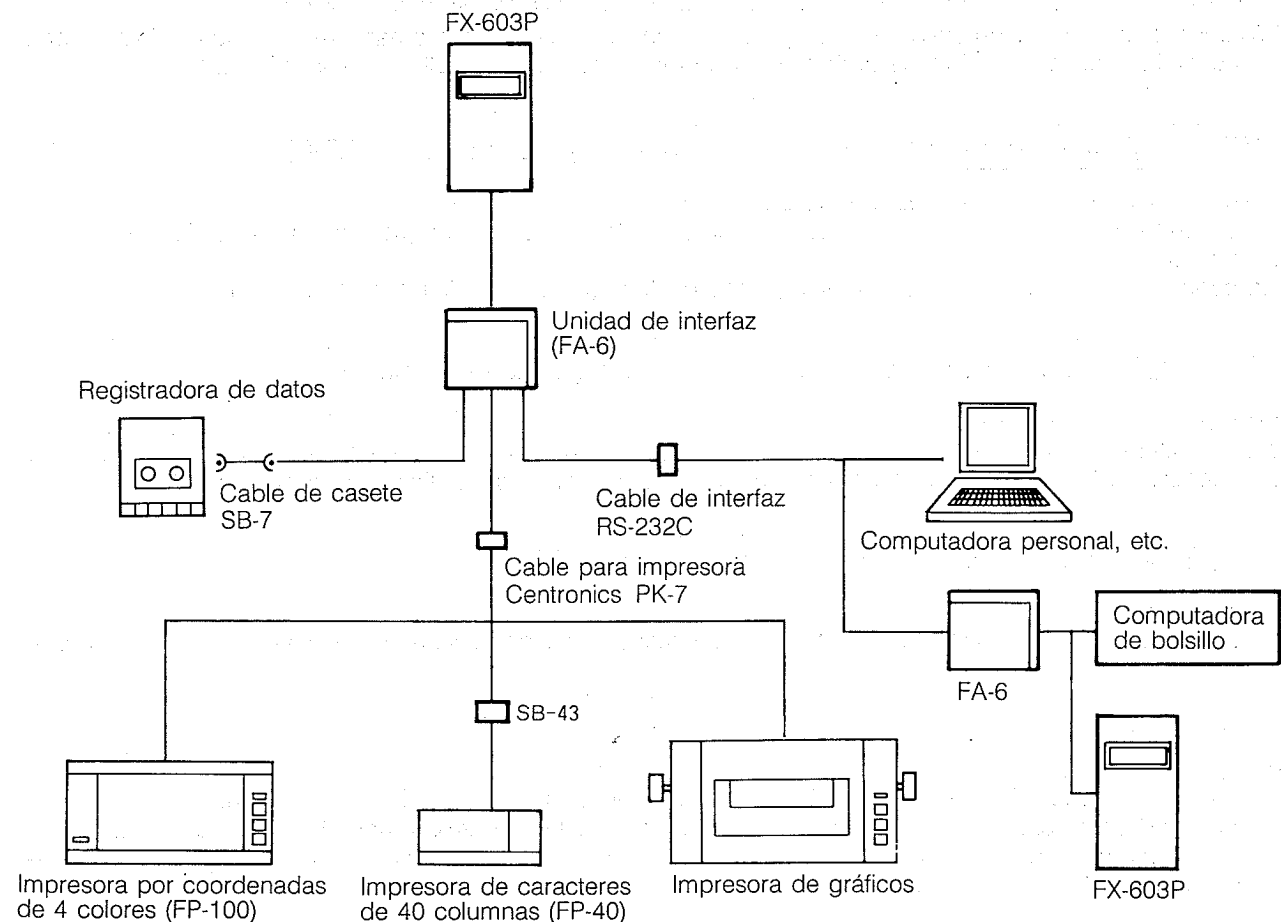 FX-603P
Unidad de interfaz
(FA-6)
Registradora de datos
Cable de casete
SB-7
Cable de interfaz
RS-232C
Computadora personal, etc.
Cable para impresora
Centronics PK-7
Computadora
de bolsillo
FA-6
SB-43
Impresora por coordenadas
de 4 colores (FP-100)
Impresora de caracteres
de 40 columnas (FP-40)
Impresora de gráficos
FX-603P